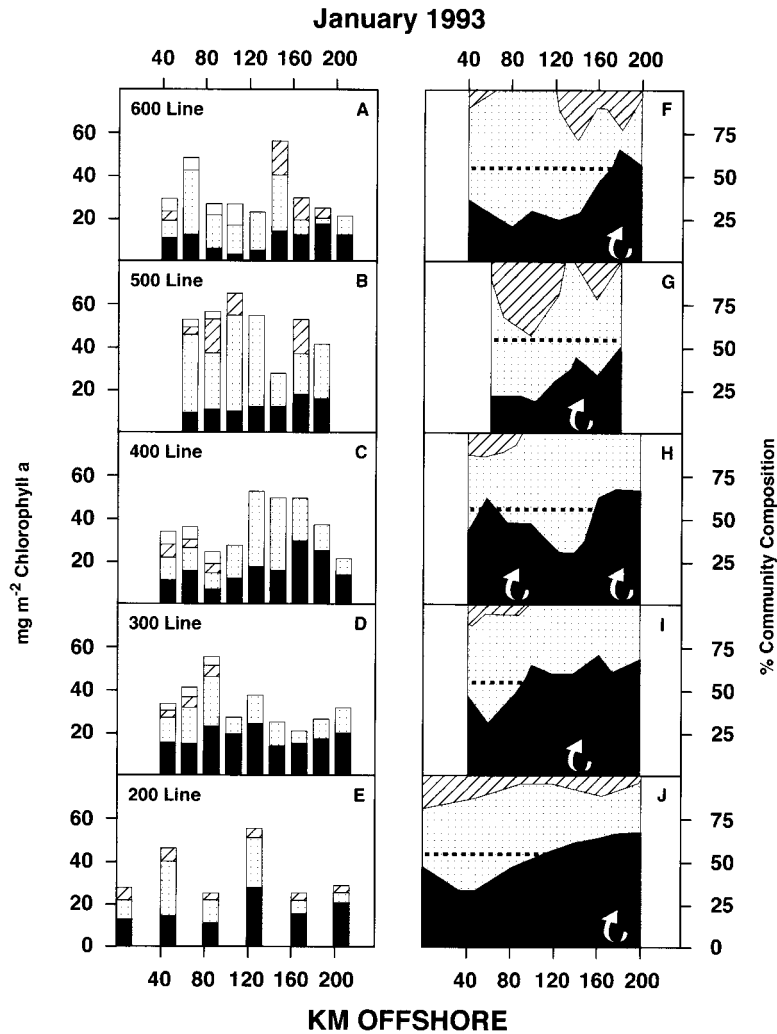 January 1993
40 80 120 160 200
40 80 120 160 200
600 Line A
60
40
20
F
75
50
25
500 Line B
60
40
20
G
75
50
25
400 Line C
60
40
20
H
75
50
25
300 Line D
60
40
20
I
75
50
25
200 Line E
60
40
20
0
J
75
50
25
0
mg m-2 Chlorophyll a
% Community Composition
40 80 120 160 200
40 80 120 160 200
KM OFFSHORE